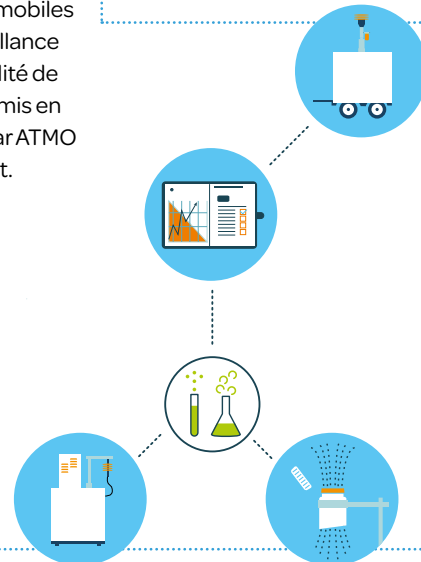 mobiles
llance
lité de
mis en
ar ATMO
t.